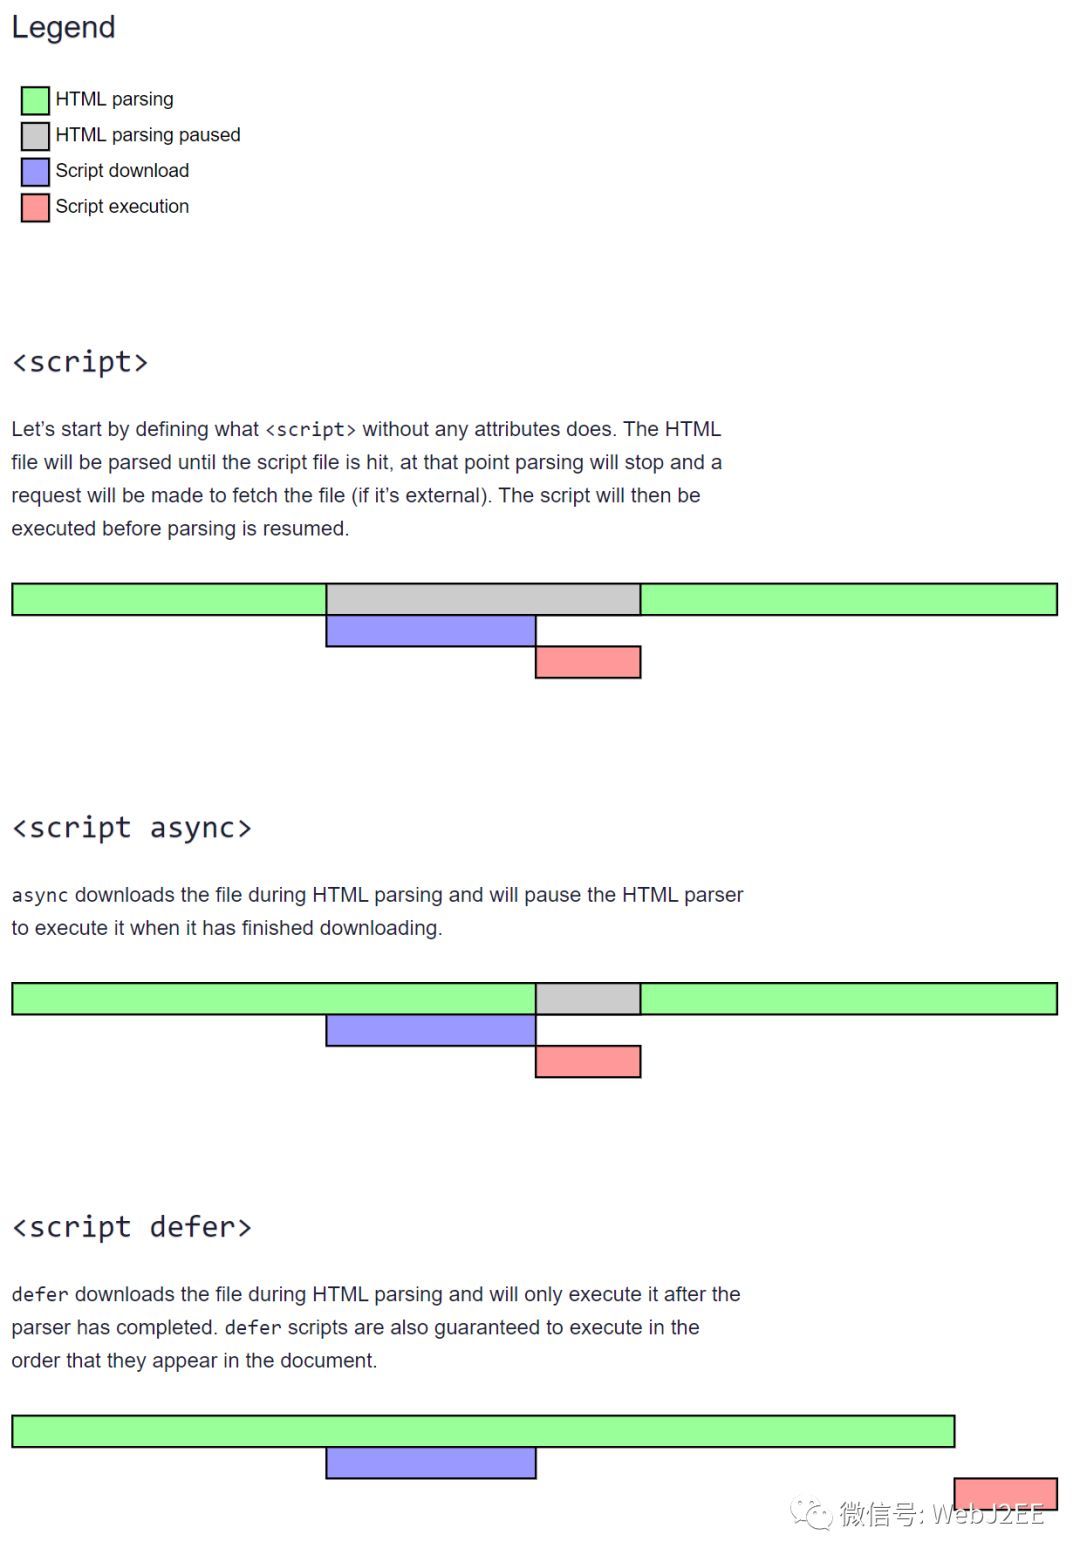 Legend
HTML parsing
HTML parsing paused
Script download
Script execution
<script>
Let’s start by defining what <script> without any attributes does. The HTML
file will be parsed until the script file is hit, at that point parsing will stop and a
request will be made to fetch the file (if it’s external). The script will then be
executed before parsing is resumed.
<script async>
async downloads the file during HTML parsing and will pause the HTML parser
to execute it when it has finished downloading.
<script defer>
defer downloads the file during HTML parsing and will only execute it after the
parser has completed. defer scripts are also guaranteed to execute in the
order that they appear in the document.
微信号: WebJ2EE